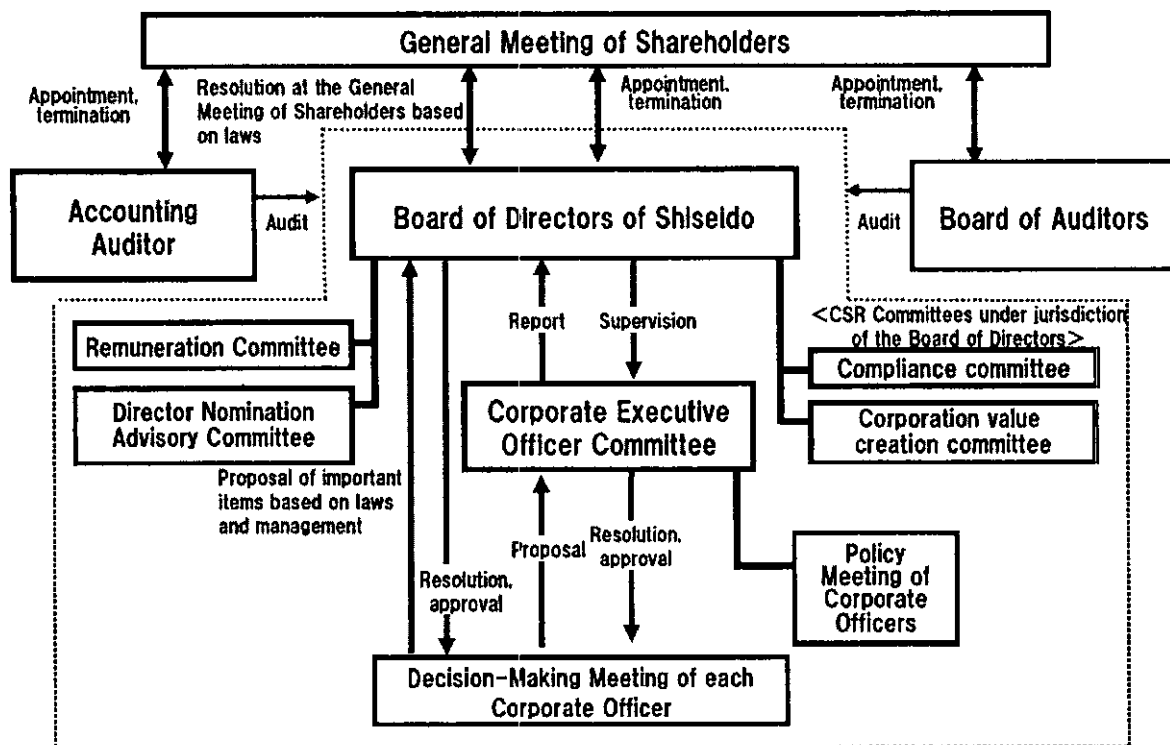 General Meeting of Shareholders
Appointment,
termination
Resolution at the General
Meeting of Shareholders based
on laws
Appointment,
termination
Appointment,
termination
Accounting
Auditor
Audit
Board of Directors of Shiseido
Audit
Board of Auditors
Report
Supervision
<CSR Committees under jurisdiction
of the Board of Directors>
Remuneration Committee
Compliance committee
Director Nomination
Advisory Committee
Corporate Executive
Officer Committee
Corporation value
creation committee
Proposal of important
items based on laws
and management
Proposal
Resolution,
approval
Resolution,
approval
Policy
Meeting of
Corporate
Officers
Decision-Making Meeting of each
Corporate Officer